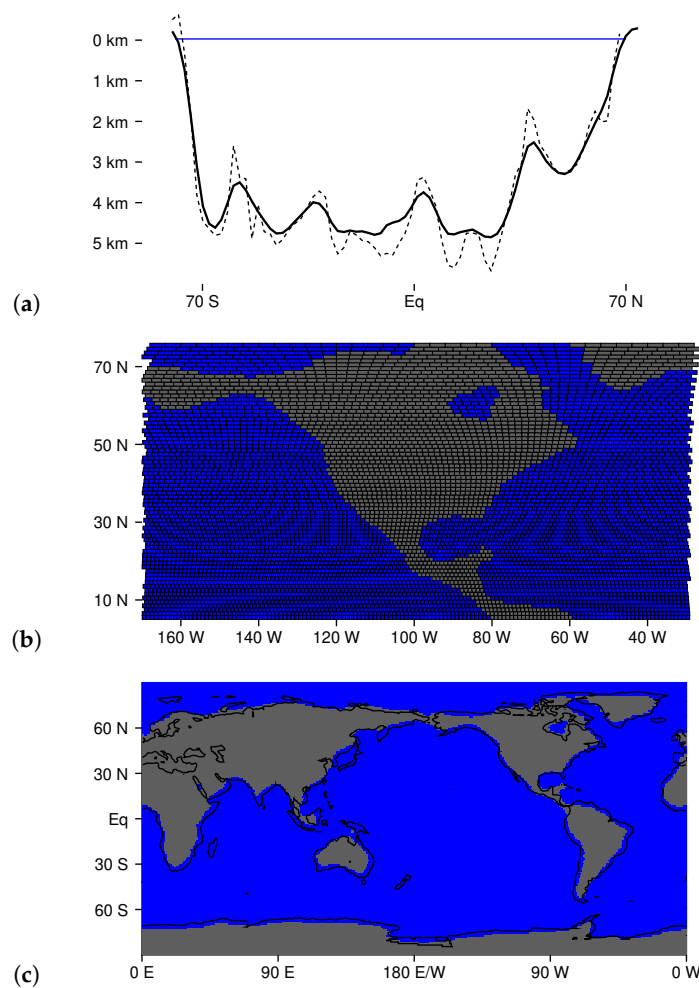 0 km
1 km
2 km
3 km
4 km
5 km
(a) 70 S Eq 70 N
70 N
50 N
30 N
10 N
(b) 160 W 140 W 120 W 100 W 80 W 60 W 40 W
60 N
30 N
Eq
30 S
60 S
(c) 0 E 90 E 180 E/W 90 W 0 W